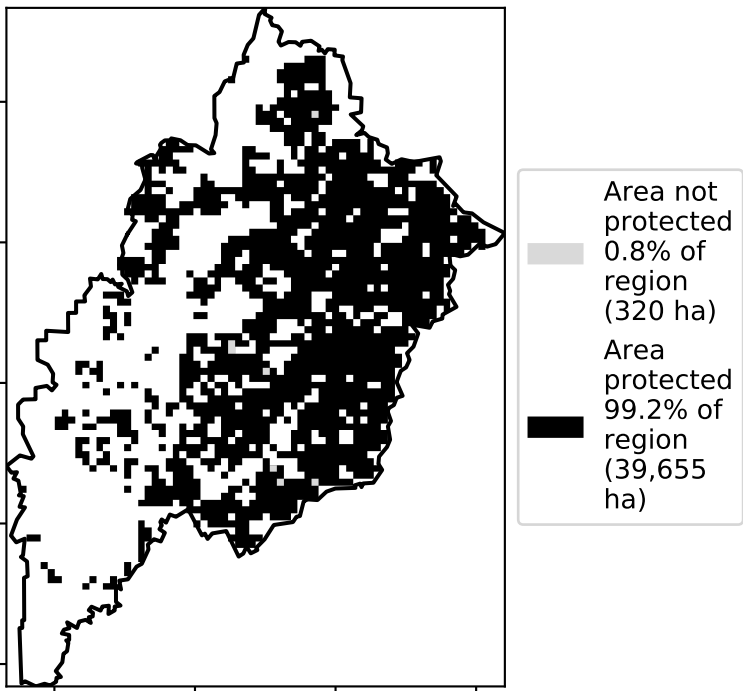 Area not
protected
0.8% of
region
(320 ha)
Area
protected
99.2% of
region
(39,655
ha)